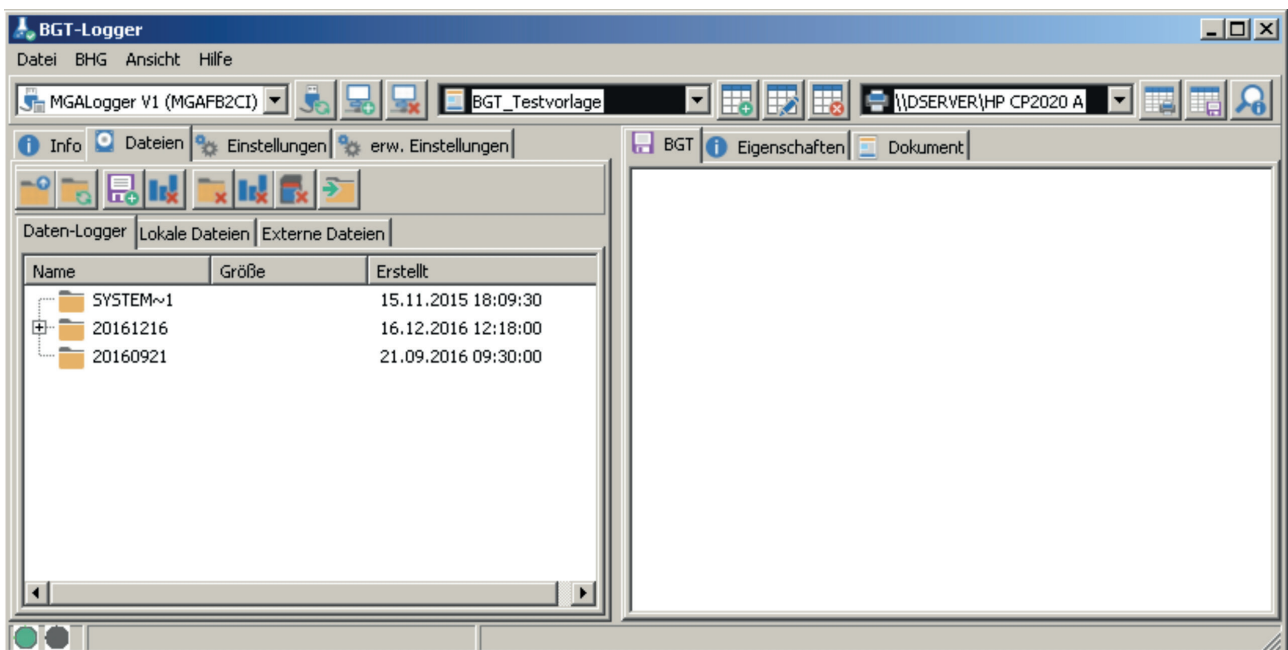 BGT-Logger
Datei BHG Ansicht Hilfe
MGALogger V1 (MGAFB2CI) BGT_Testvorlage \\DSERVER\HP CP2020 A
Info Dateien Einstellungen erw. Einstellungen
BGT Eigenschaften Dokument
Daten-Logger Lokale Dateien Externe Dateien
Name Größe Erstellt
SYSTEM~1 15.11.2015 18:09:30
20161216 16.12.2016 12:18:00
20160921 21.09.2016 09:30:00